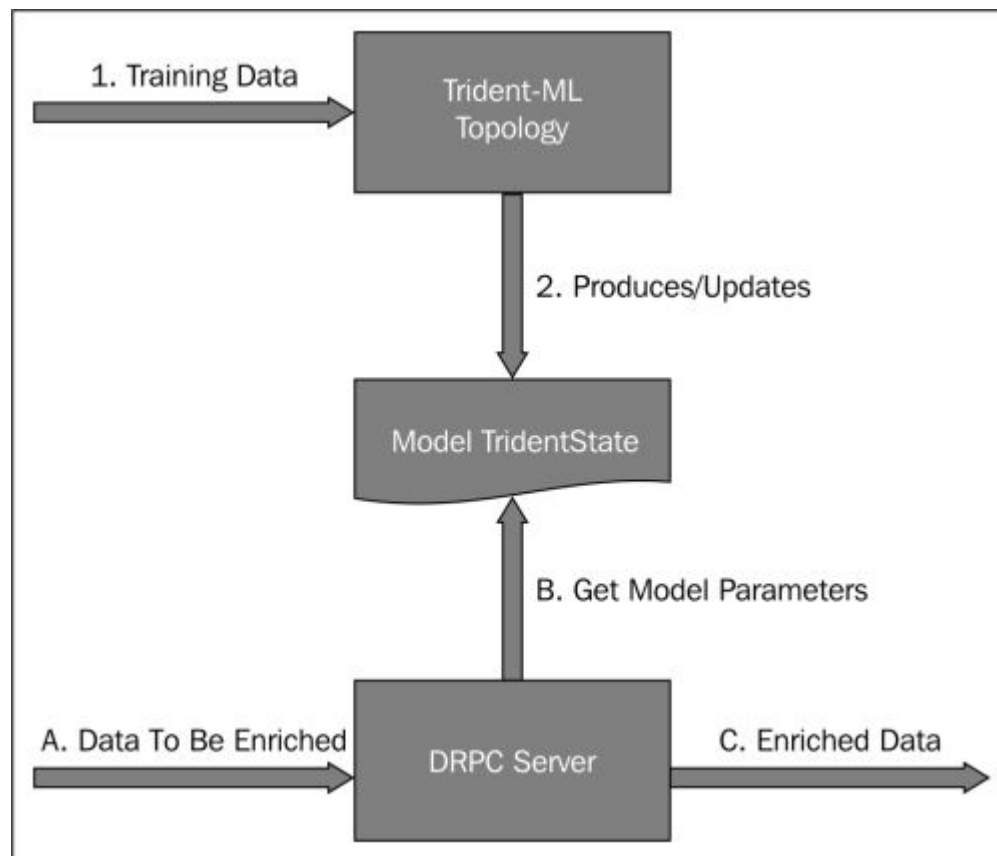 1. Training Data
Trident-ML
Topology
2. Produces/Updates
Model TridentState
B. Get Model Parameters
A. Data To Be Enriched
DRPC Server
C. Enriched Data